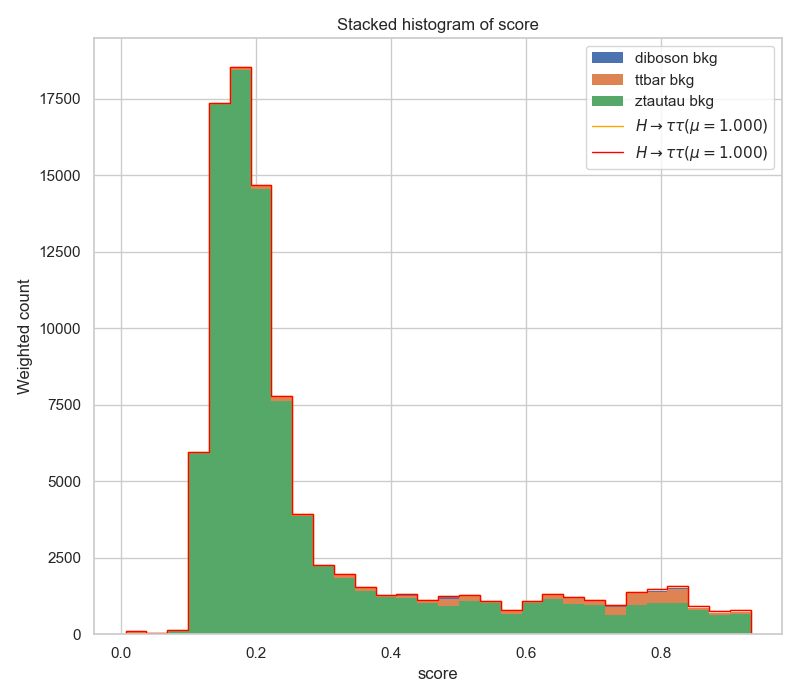 Stacked histogram of score
diboson bkg
ttbar bkg
ztautau bkg
H → ττ(μ = 1.000)
H → ττ(μ = 1.000)
17500
15000
12500
10000
7500
5000
2500
0
Weighted count
0.0 0.2 0.4 0.6 0.8
score